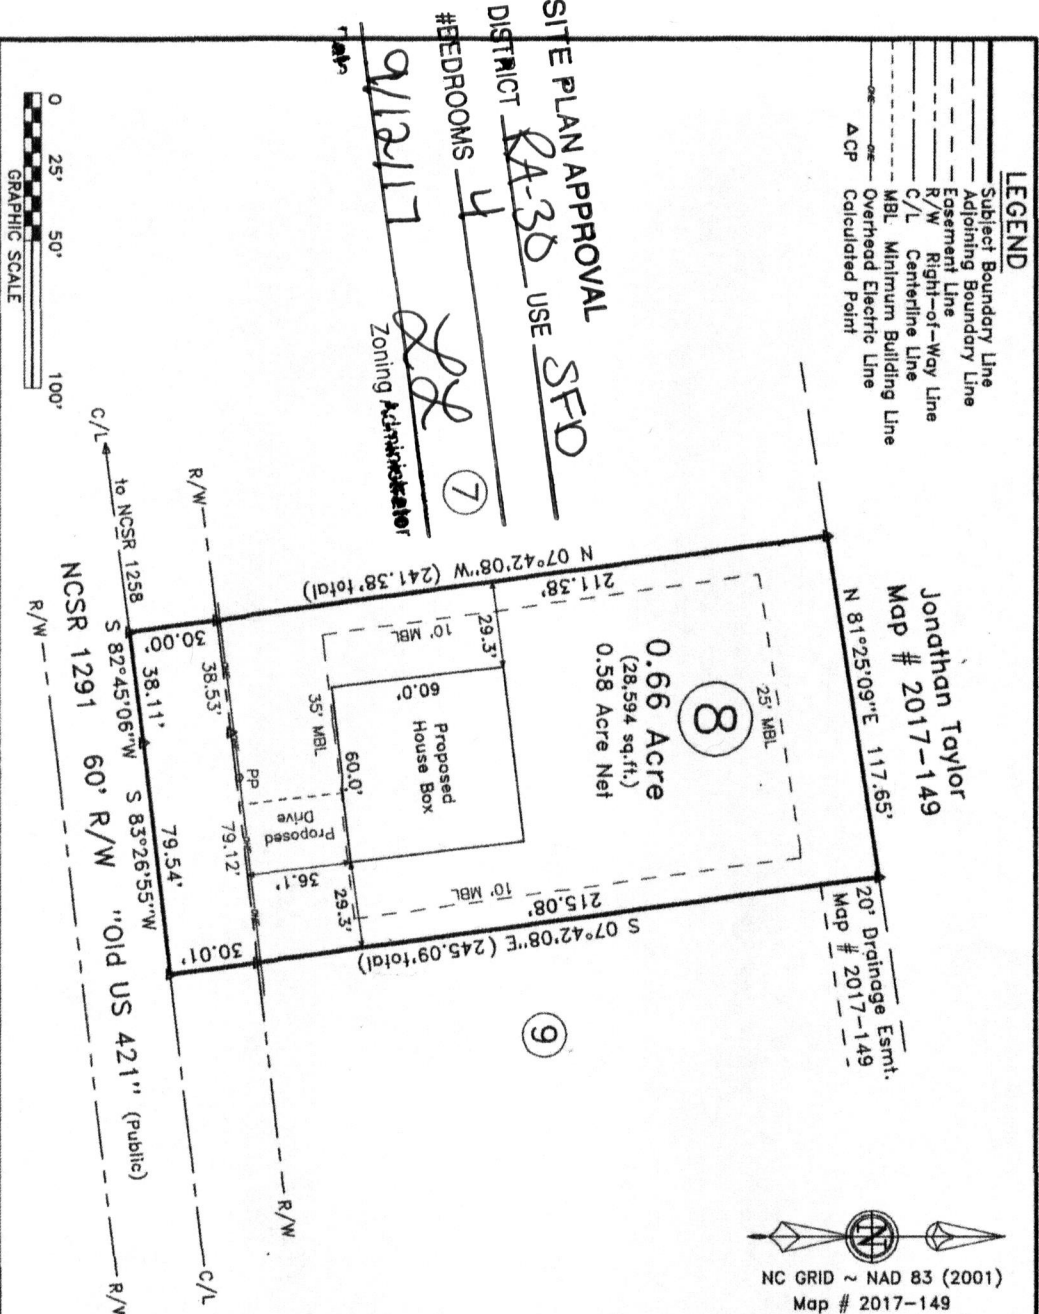 LEGEND
Subject Boundary Line
Adjoining Boundary Line
Easement Line
R/W Right-of-Way Line
C/L Centerline Line
MBL Minimum Building Line
OHE Overhead Electric Line OHE
△CP Calculated Point
SITE PLAN APPROVAL
DISTRICT RA-30 USE SFD
#BEDROOMS 4
9/12/17
Zoning Administrator
7
0 25' 50' 100'
GRAPHIC SCALE
Jonathan Taylor
Map # 2017-149
N 81°25'09"E 117.65'
20' Drainage Esmt.
Map # 2017-149
25' MBL
8
0.66 Acre
(28,594 sq.ft.)
0.58 Acre Net
N 07°42'08"W (241.38' total)
211.38'
10' MBL
29.3'
60.0'
Proposed
House Box
60.0'
35' MBL
Proposed
Drive
36.1'
29.3'
10' MBL
215.08'
S 07°42'08"E (245.09' total)
9
R/W
38.53'
PP
79.12'
OHE
R/W
30.00'
30.01'
C/L
to NCSR 1258
38.11'
79.54'
S 82°45'06"W S 83°26'55"W
C/L
NCSR 1291 60' R/W "Old US 421" (Public)
R/W
R/W
N
NC GRID ~ NAD 83 (2001)
Map # 2017-149